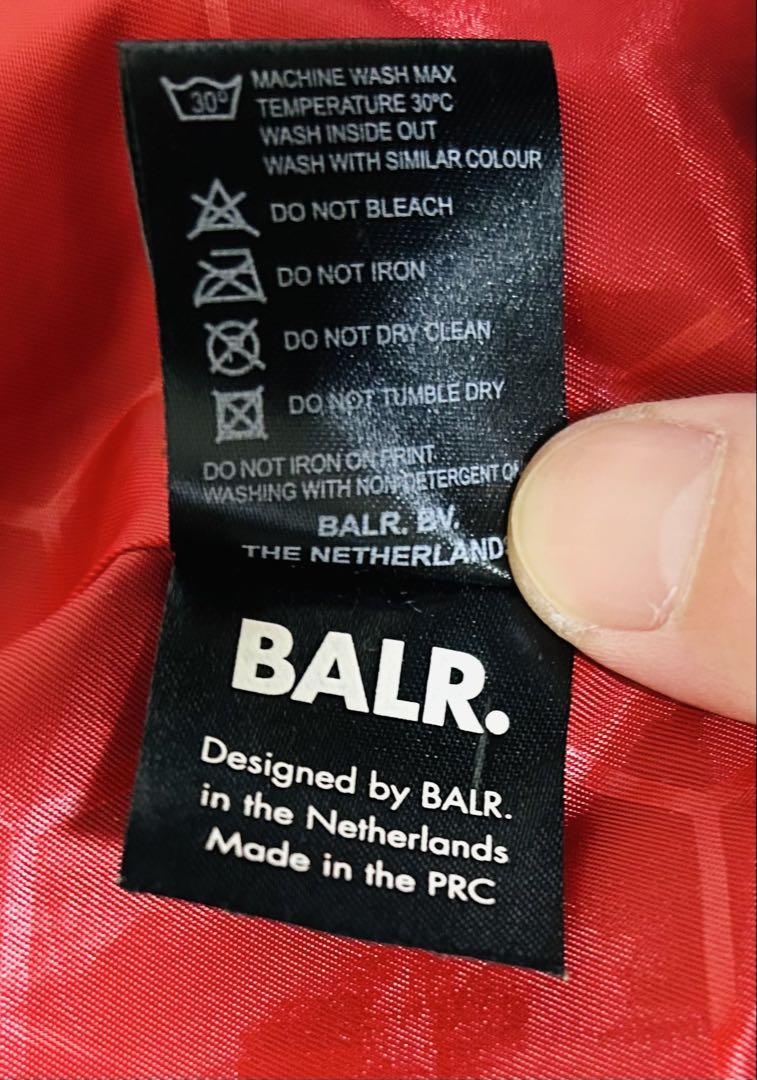 30°
MACHINE WASH MAX
TEMPERATURE 30°C
WASH INSIDE OUT
WASH WITH SIMILAR COLOUR
DO NOT BLEACH
DO NOT IRON
DO NOT DRY CLEAN
DO NOT TUMBLE DRY
DO NOT IRON ON PRINT
WASHING WITH NON DETERGENT
BALR. BV.
THE NETHERLANDS
BALR.
Designed by BALR.
in the Netherlands
Made in the PRC